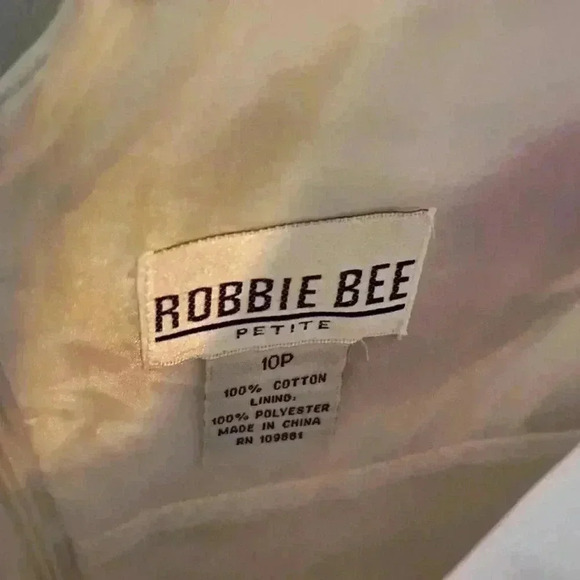 ROBBIE BEE
PETITE
10P
100% COTTON
LINING:
100% POLYESTER
MADE IN CHINA
RN 109881